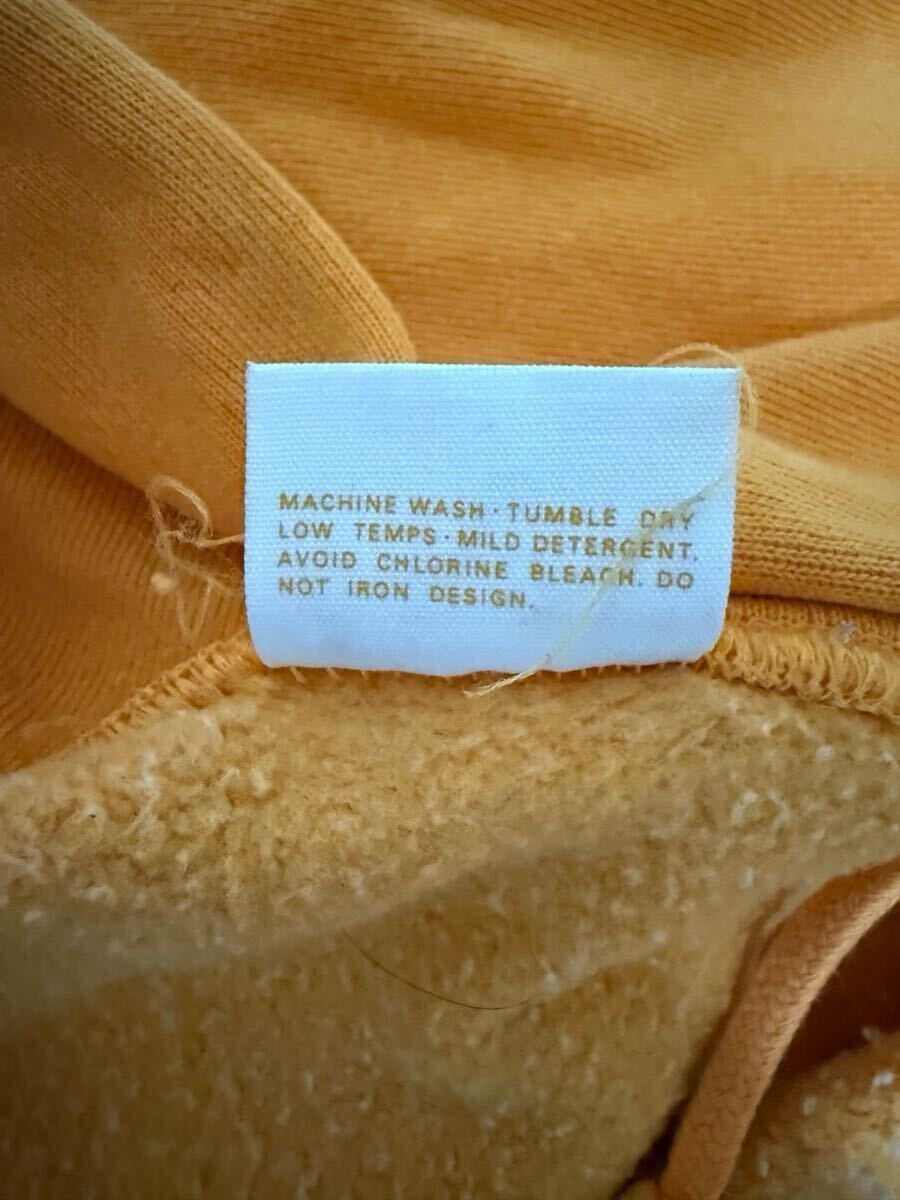 MACHINE WASH · TUMBLE DRY
LOW TEMPS · MILD DETERGENT.
AVOID CHLORINE BLEACH. DO
NOT IRON DESIGN.